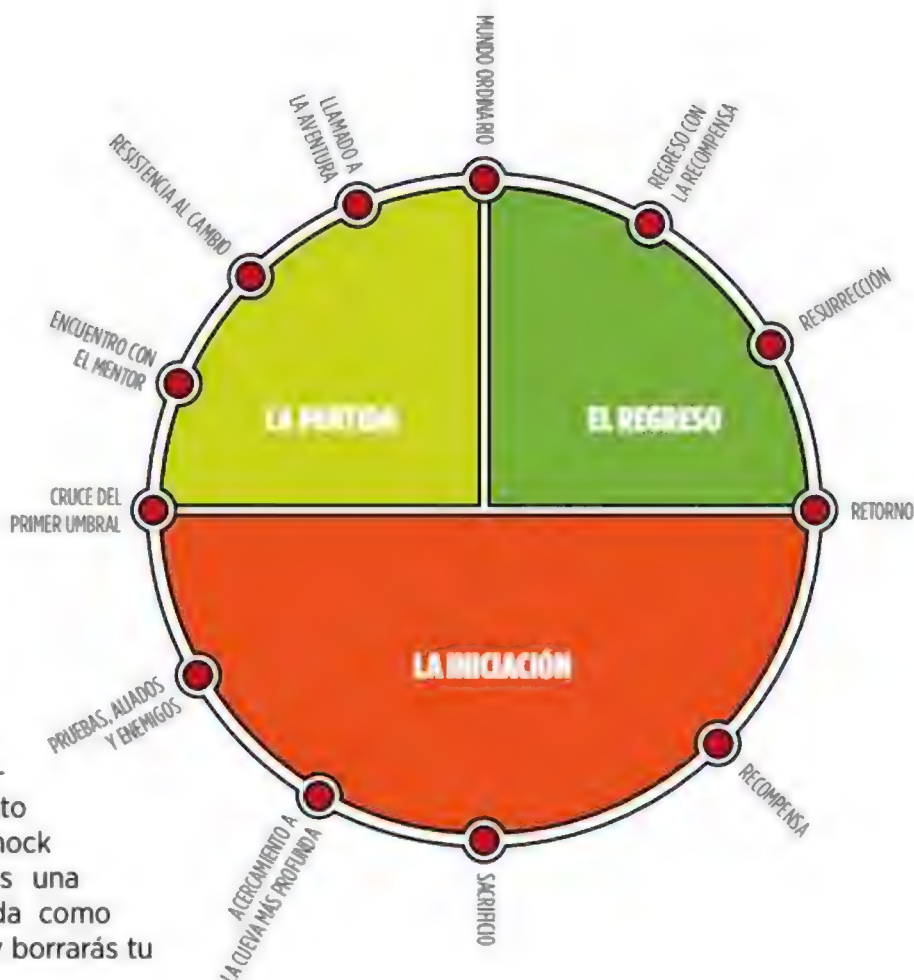 MUNDO ORDINARIO
LLAMADO A
LA AVENTURA
RESISTENCIA AL CAMBIO
ENCUENTRO CON
EL MENTOR
CRUCE DEL
PRIMER UMBRAL
PRUEBAS, ALIADOS
Y ENEMIGOS
ACERCAMIENTO A
LA CUEVA MÁS PROFUNDA
SACRIFICIO
RECOMPENSA
RETORNO
RESURRECCIÓN
REGRESO CON
LA RECOMPENSA
LA PARTIDA
EL REGRESO
LA INICIACIÓN
to
nock
s una
da como
borrarás tu